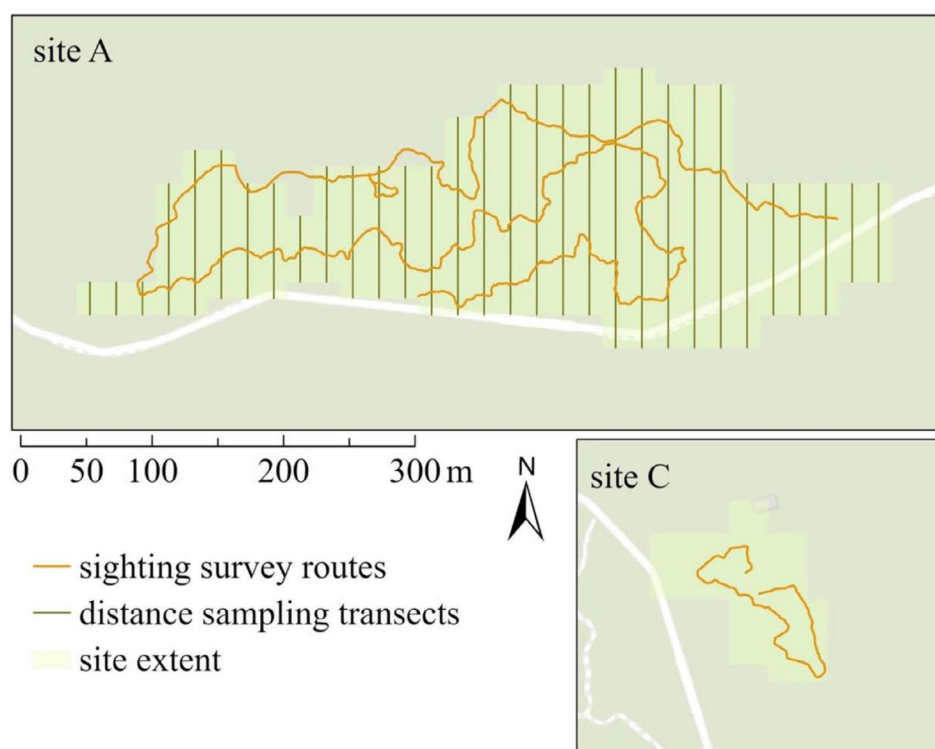 site A
0 50 100 200 300 m
N
site C
sighting survey routes
distance sampling transects
site extent